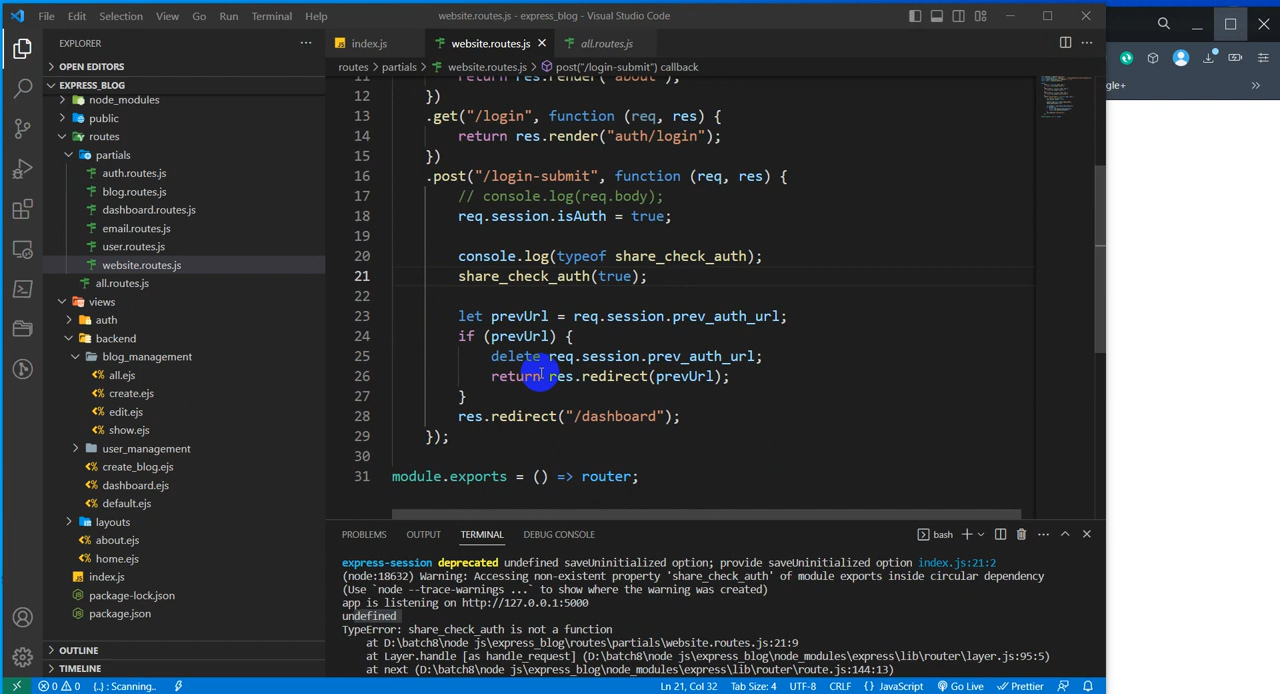 File Edit Selection View Go Run Terminal Help
website.routes.js - express_blog - Visual Studio Code
EXPLORER
index.js
website.routes.js
all.routes.js
routes > partials > website.routes.js > post("/login-submit") callback
gle+
OPEN EDITORS
EXPRESS_BLOG
node_modules
public
routes
partials
auth.routes.js
blog.routes.js
dashboard.routes.js
email.routes.js
user.routes.js
website.routes.js
all.routes.js
views
auth
backend
blog_management
all.ejs
create.ejs
edit.ejs
show.ejs
user_management
create_blog.ejs
dashboard.ejs
default.ejs
layouts
about.ejs
home.ejs
index.js
package-lock.json
package.json
OUTLINE
TIMELINE
11 return res.render("about");
12 })
13 .get("/login", function (req, res) {
14 return res.render("auth/login");
15 })
16 .post("/login-submit", function (req, res) {
17 // console.log(req.body);
18 req.session.isAuth = true;
19
20 console.log(typeof share_check_auth);
21 share_check_auth(true);
22
23 let prevUrl = req.session.prev_auth_url;
24 if (prevUrl) {
25 delete req.session.prev_auth_url;
26 return res.redirect(prevUrl);
27 }
28 res.redirect("/dashboard");
29 });
30
31 module.exports = () => router;
PROBLEMS OUTPUT TERMINAL DEBUG CONSOLE
bash
express-session deprecated undefined saveUninitialized option; provide saveUninitialized option index.js:21:2
(node:18632) Warning: Accessing non-existent property 'share_check_auth' of module exports inside circular dependency
(Use `node --trace-warnings ...` to show where the warning was created)
app is listening on http://127.0.0.1:5000
undefined
TypeError: share_check_auth is not a function
at D:\batch8\node js\express_blog\routes\partials\website.routes.js:21:9
at Layer.handle [as handle_request] (D:\batch8\node js\express_blog\node_modules\express\lib\router\layer.js:95:5)
at next (D:\batch8\node js\express_blog\node_modules\express\lib\router\route.js:144:13)
0 0 {..} : Scanning.. Ln 21, Col 32 Tab Size: 4 UTF-8 CRLF {} JavaScript Go Live Prettier